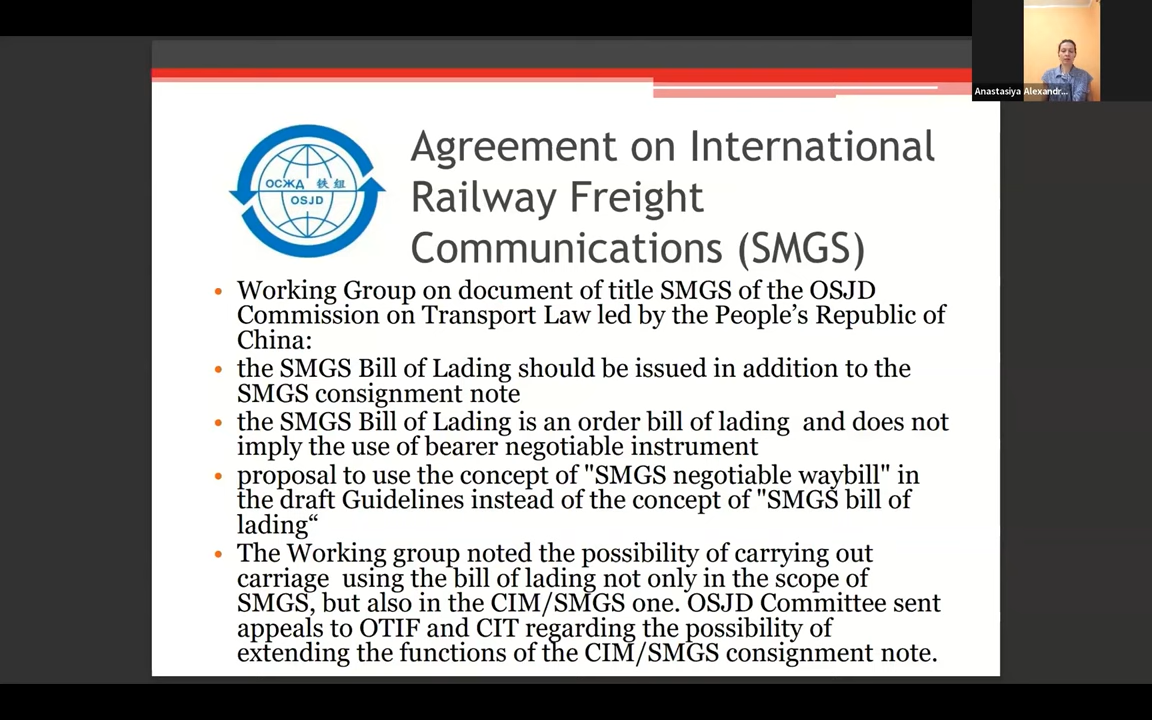 Anastasiya Alexandr...
Agreement on International
Railway Freight
Communications (SMGS)
ОСЖД 铁组
OSJD
• Working Group on document of title SMGS of the OSJD
Commission on Transport Law led by the People’s Republic of
China:
• the SMGS Bill of Lading should be issued in addition to the
SMGS consignment note
• the SMGS Bill of Lading is an order bill of lading  and does not
imply the use of bearer negotiable instrument
• proposal to use the concept of "SMGS negotiable waybill" in
the draft Guidelines instead of the concept of "SMGS bill of
lading“
• The Working group noted the possibility of carrying out
carriage  using the bill of lading not only in the scope of
SMGS, but also in the CIM/SMGS one. OSJD Committee sent
appeals to OTIF and CIT regarding the possibility of
extending the functions of the CIM/SMGS consignment note.